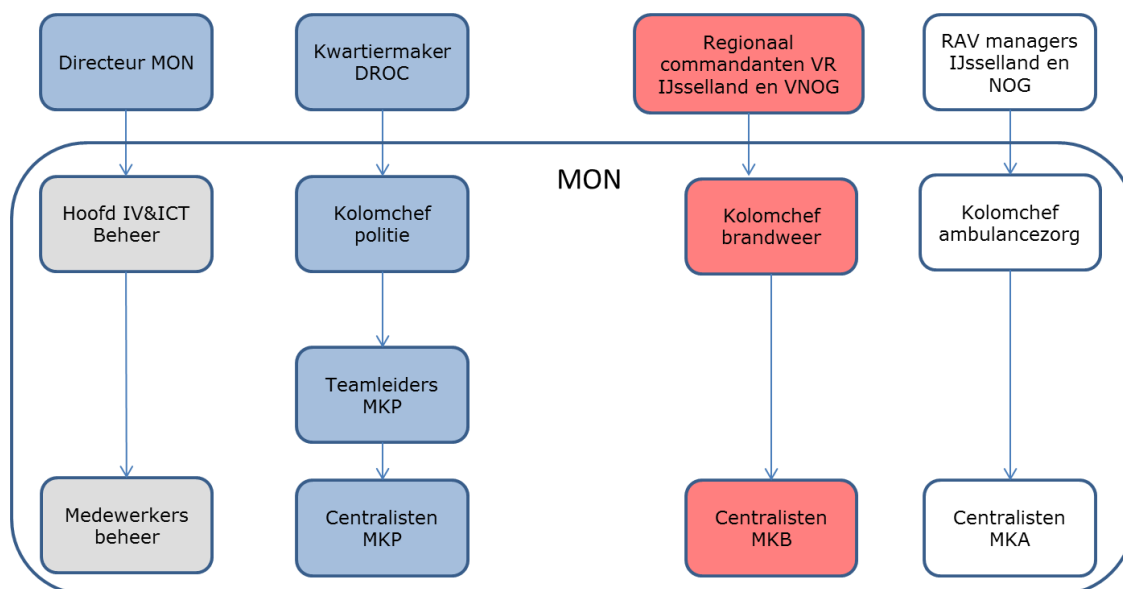 Directeur MON
Kwartiermaker
DROC
Regionaal
commandanten VR
IJsselland en VNOG
RAV managers
IJsselland en
NOG
MON
Hoofd IV&ICT
Beheer
Kolomchef
politie
Kolomchef
brandweer
Kolomchef
ambulancezorg
Teamleiders
MKP
Medewerkers
beheer
Centralisten
MKP
Centralisten
MKB
Centralisten
MKA